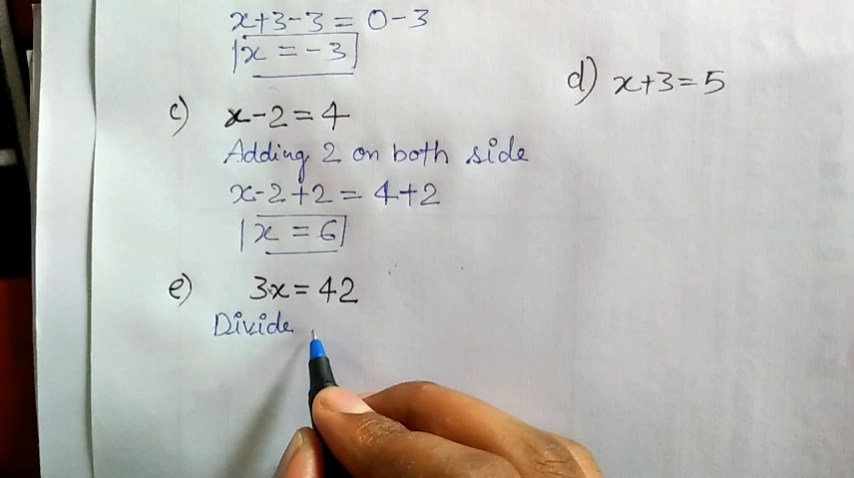 x+3-3 = 0-3
x = -3
c) x-2=4
Adding 2 on both side
x-2+2 = 4+2
x = 6
e) 3x=42
Divide
d) x+3=5